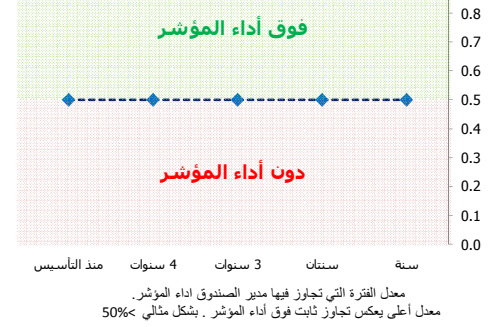 0.8
فوق أداء المؤشر
0.7
0.6
0.5
0.4
0.3
دون أداء المؤشر
0.2
0.1
0.0
سنة سنتان 3 سنوات 4 سنوات منذ التأسيس
معدل الفترة التي تجاوز فيها مدير الصندوق اداء المؤشر.
معدل أعلى يعكس تجاوز ثابت فوق أداء المؤشر . بشكل مثالي >50%